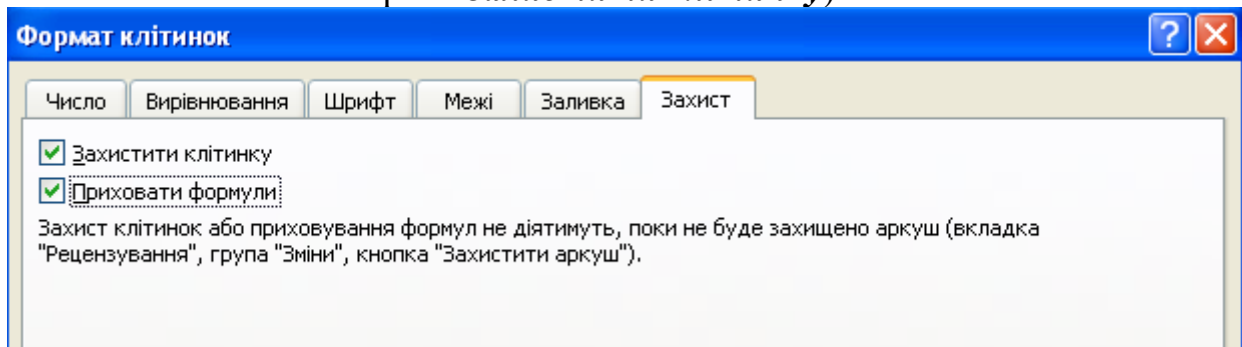 Формат клітинок
Число Вирівнювання Шрифт Межі Заливка Захист
Захистити клітинку
Приховати формули
Захист клітинок або приховування формул не діятимуть, поки не буде захищено аркуш (вкладка
"Рецензування", група "Зміни", кнопка "Захистити аркуш").